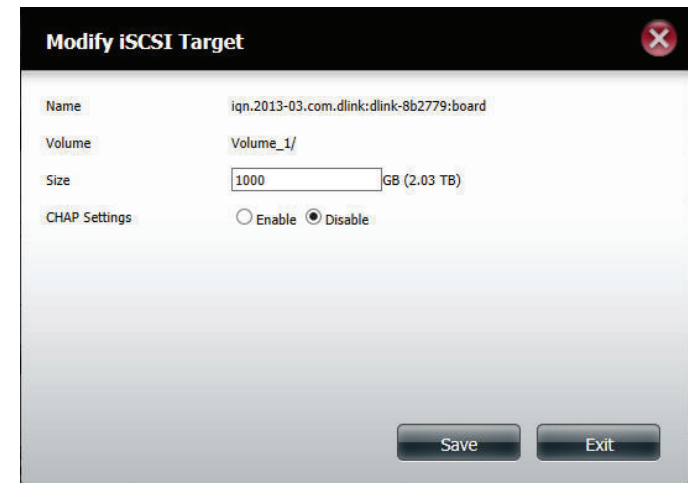 Modify iSCSI Target
Name iqn.2013-03.com.dlink:dlink-8b2779:board
Volume Volume_1/
Size 1000 GB (2.03 TB)
CHAP Settings Enable Disable
Save Exit